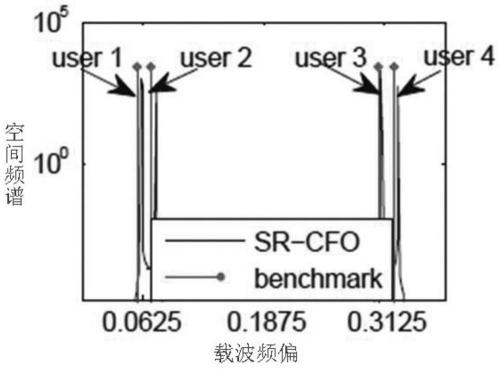 10^5
user 1
user 2
user 3
user 4
空间频谱
10^0
SR-CFO
benchmark
0.0625
0.1875
0.3125
载波频偏